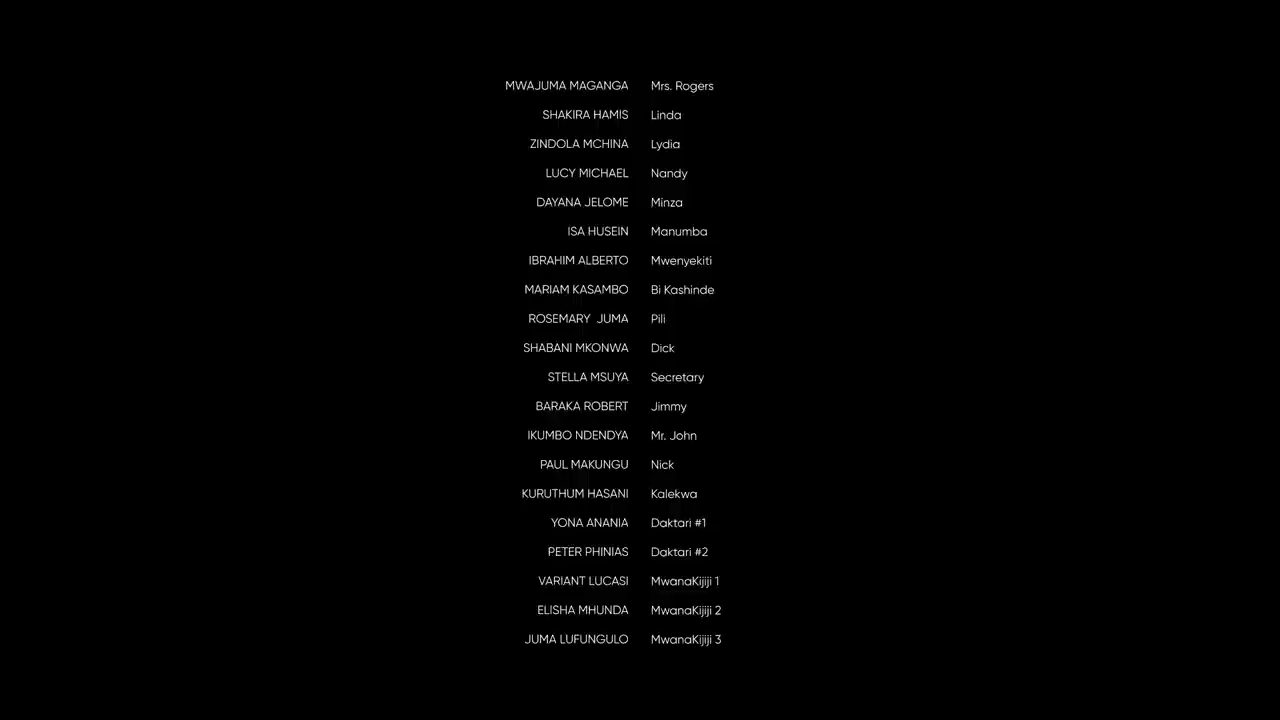 MWAJUMA MAGANGA Mrs. Rogers
SHAKIRA HAMIS Linda
ZINDOLA MCHINA Lydia
LUCY MICHAEL Nandy
DAYANA JELOME Minza
ISA HUSEIN Manumba
IBRAHIM ALBERTO Mwenyekiti
MARIAM KASAMBO Bi Kashinde
ROSEMARY JUMA Pili
SHABANI MKONWA Dick
STELLA MSUYA Secretary
BARAKA ROBERT Jimmy
IKUMBO NDENDYA Mr. John
PAUL MAKUNGU Nick
KURUTHUM HASANI Kalekwa
YONA ANANIA Daktari #1
PETER PHINIAS Daktari #2
VARIANT LUCASI MwanaKijiji 1
ELISHA MHUNDA MwanaKijiji 2
JUMA LUFUNGULO MwanaKijiji 3